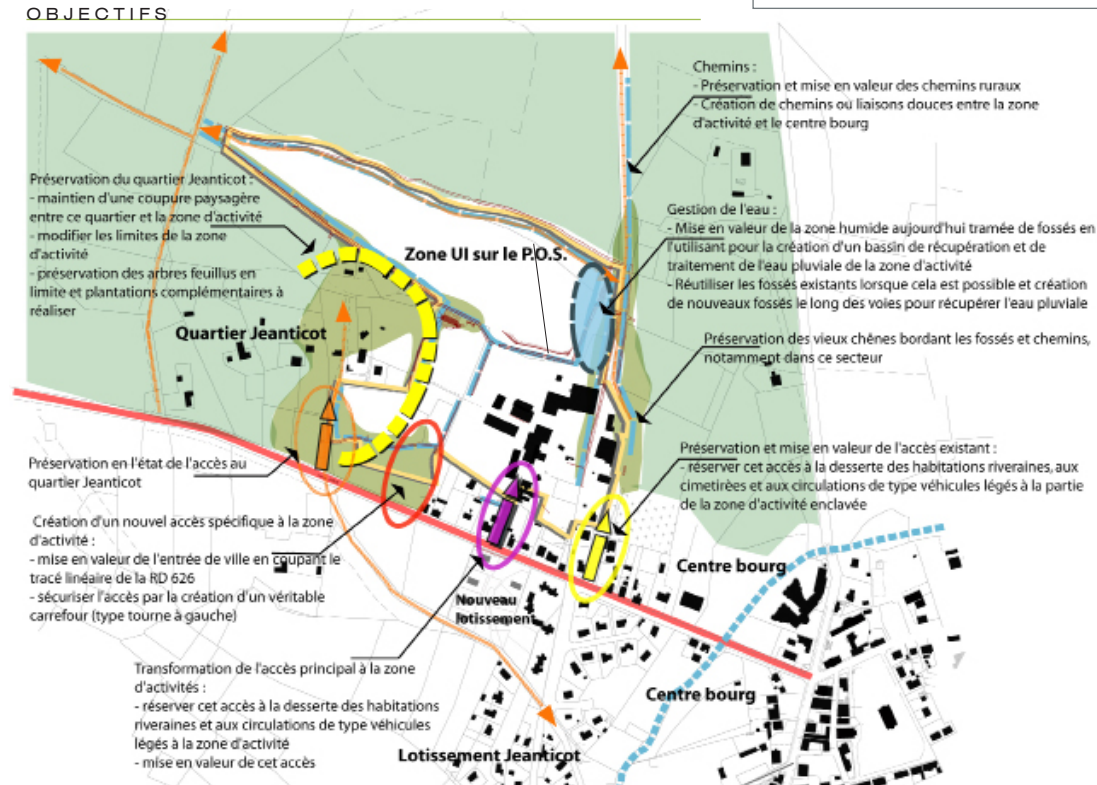 OBJECTIFS
Chemins :
- Préservation et mise en valeur des chemins ruraux
- Création de chemins ou liaisons douces entre la zone
d'activité et le centre bourg
Préservation du quartier Jeanticot :
- maintien d'une coupure paysagère
entre ce quartier et la zone d'activité
- modifier les limites de la zone
d'activité
- préservation des arbres feuillus en
limite et plantations complémentaires à
réaliser
Gestion de l'eau :
- Mise en valeur de la zone humide aujourd'hui tramée de fossés en
l'utilisant pour la création d'un bassin de récupération et de
traitement de l'eau pluviale de la zone d'activité
- Réutiliser les fossés existants lorsque cela est possible et création
de nouveaux fossés le long des voies pour récupérer l'eau pluviale
Zone UI sur le P.O.S.
Quartier Jeanticot
Préservation des vieux chênes bordant les fossés et chemins,
notamment dans ce secteur
Préservation en l'état de l'accès au
quartier Jeanticot
Préservation et mise en valeur de l'accès existant :
- réserver cet accès à la desserte des habitations riveraines, aux
cimetirèes et aux circulations de type véhicules légés à la partie
de la zone d'activité enclavée
Création d'un nouvel accès spécifique à la zone
d'activité :
- mise en valeur de l'entrée de ville en coupant le
tracé linéaire de la RD 626
- sécuriser l'accès par la création d'un véritable
carrefour (type tourne à gauche)
Centre bourg
Nouveau
lotissement
Transformation de l'accès principal à la zone
d'activités :
- réserver cet accès à la desserte des habitations
riveraines et aux circulations de type véhicules
légés à la zone d'activité
- mise en valeur de cet accès
Centre bourg
Lotissement Jeanticot